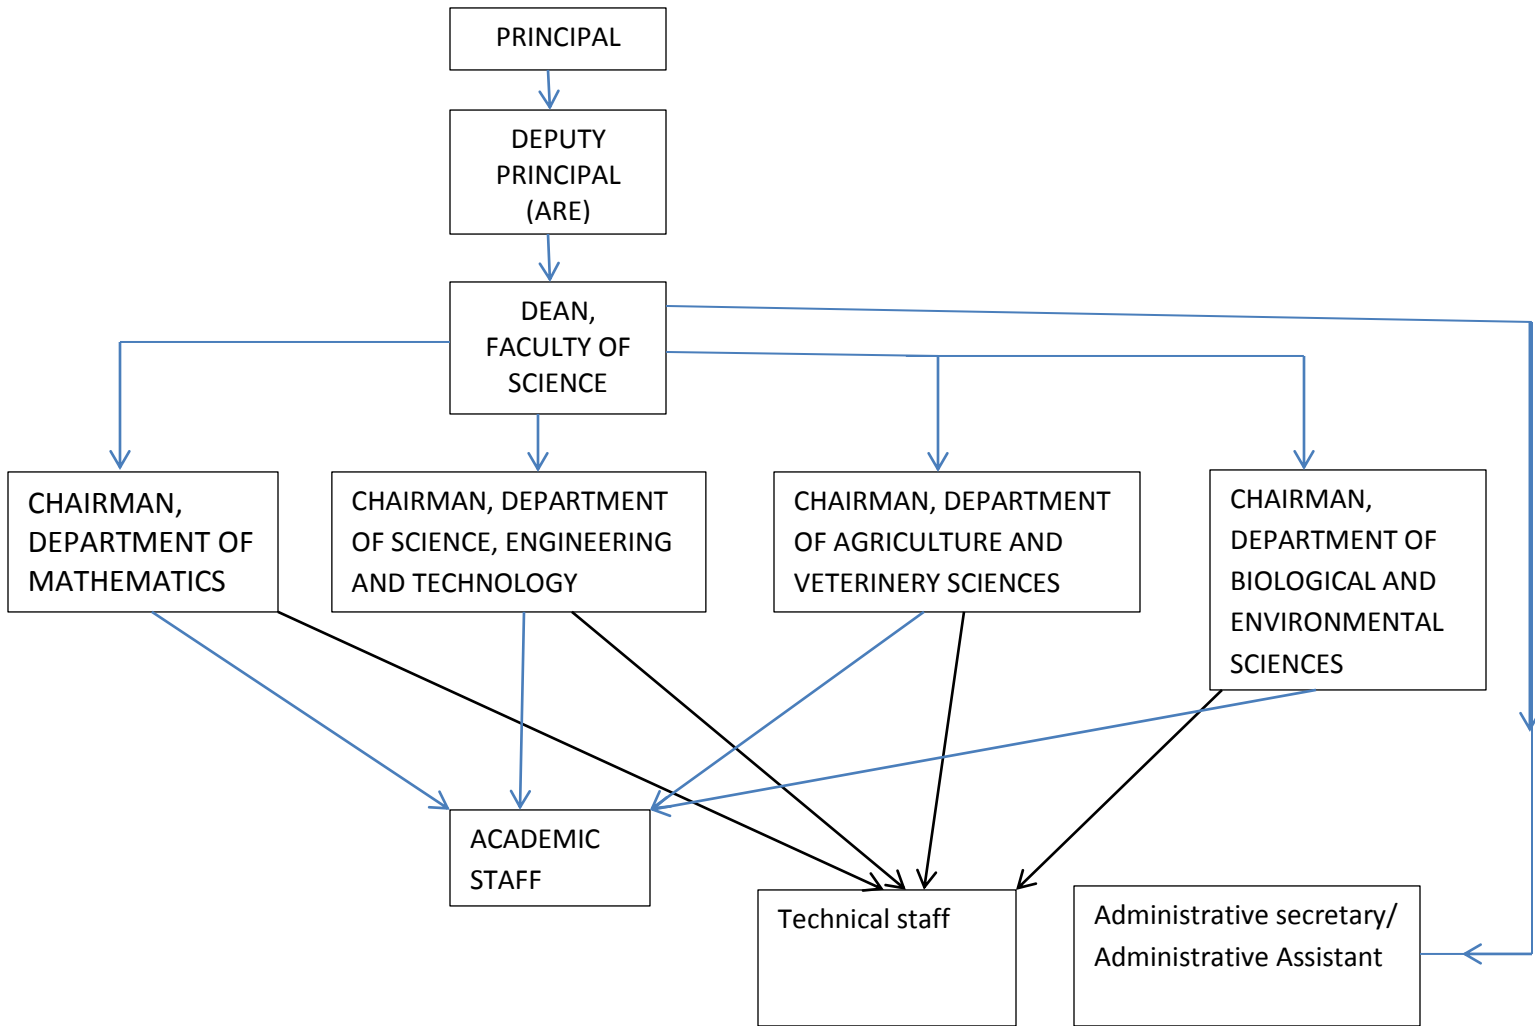 PRINCIPAL
DEPUTY
PRINCIPAL
(ARE)
DEAN,
FACULTY OF
SCIENCE
CHAIRMAN,
DEPARTMENT OF
MATHEMATICS
CHAIRMAN, DEPARTMENT
OF SCIENCE, ENGINEERING
AND TECHNOLOGY
CHAIRMAN, DEPARTMENT
OF AGRICULTURE AND
VETERINERY SCIENCES
CHAIRMAN,
DEPARTMENT OF
BIOLOGICAL AND
ENVIRONMENTAL
SCIENCES
ACADEMIC
STAFF
Technical staff
Administrative secretary/
Administrative Assistant